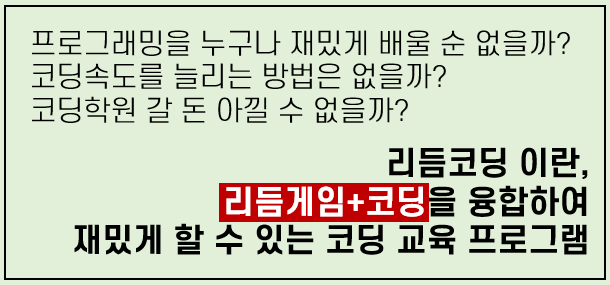 프로그래밍을 누구나 재밌게 배울 순 없을까?
코딩속도를 늘리는 방법은 없을까?
코딩학원 갈 돈 아낄 수 없을까?
리듬코딩 이란,
리듬게임+코딩을 융합하여
재밌게 할 수 있는 코딩 교육 프로그램